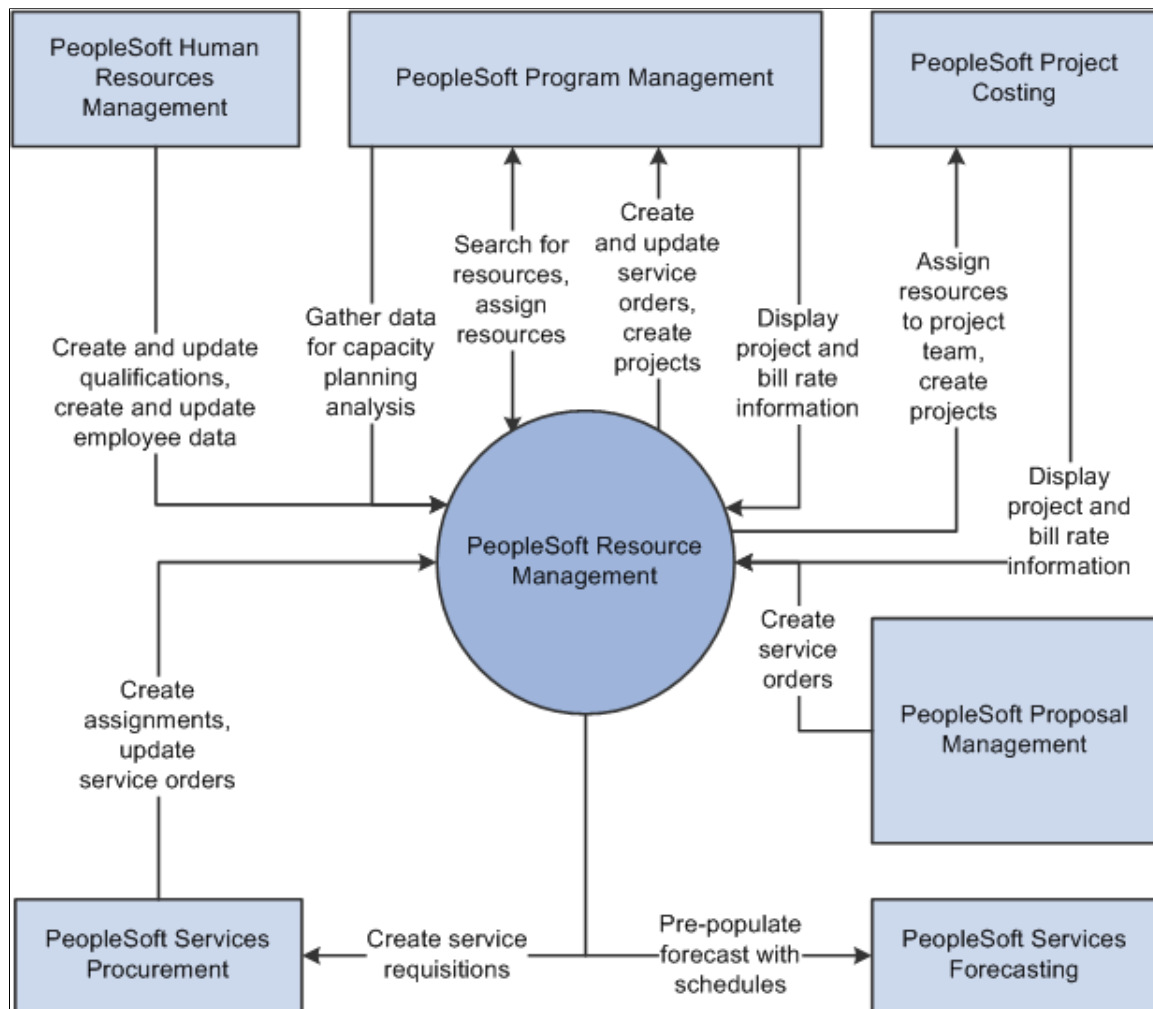 PeopleSoft Human
Resources
Management
PeopleSoft Program Management
PeopleSoft Project
Costing
Create and update
qualifications,
create and update
employee data
Gather data
for capacity
planning
analysis
Search for
resources,
assign
resources
Create
and update
service
orders,
create
projects
Display
project and
bill rate
information
Assign
resources
to project
team,
create
projects
Display
project and
bill rate
information
PeopleSoft Resource
Management
Create
service
orders
PeopleSoft Proposal
Management
Create
assignments,
update
service orders
PeopleSoft Services
Procurement
Create service
requisitions
Pre-populate
forecast with
schedules
PeopleSoft Services
Forecasting